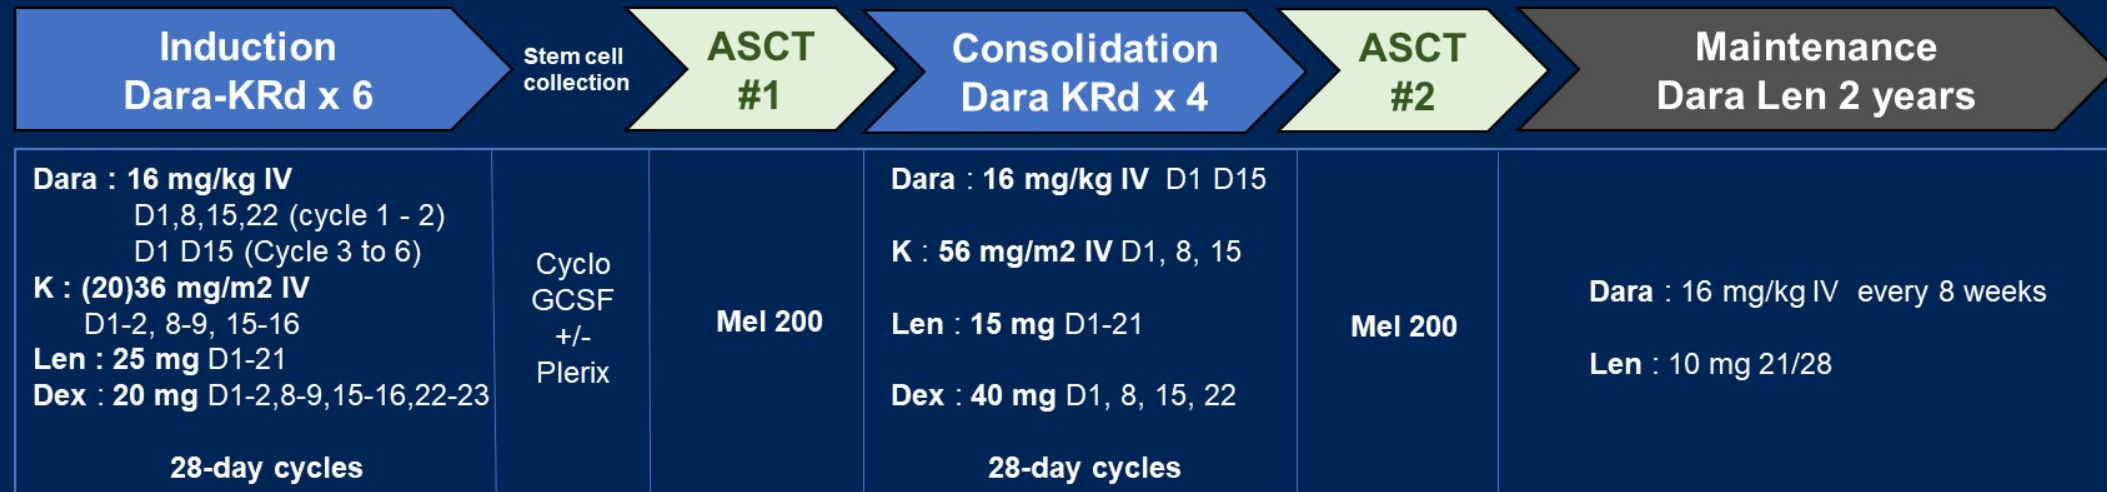 Induction
Dara-KRd x 6
Stem cell
collection
ASCT
#1
Consolidation
Dara KRd x 4
ASCT
#2
Maintenance
Dara Len 2 years
Dara : 16 mg/kg IV
D1,8,15,22 (cycle 1 - 2)
D1 D15 (Cycle 3 to 6)
K : (20)36 mg/m2 IV
D1-2, 8-9, 15-16
Len : 25 mg D1-21
Dex : 20 mg D1-2,8-9,15-16,22-23
28-day cycles
Cyclo
GCSF
+/-
Plerix
Mel 200
Dara : 16 mg/kg IV D1 D15
K : 56 mg/m2 IV D1, 8, 15
Len : 15 mg D1-21
Dex : 40 mg D1, 8, 15, 22
28-day cycles
Mel 200
Dara : 16 mg/kg IV every 8 weeks
Len : 10 mg 21/28